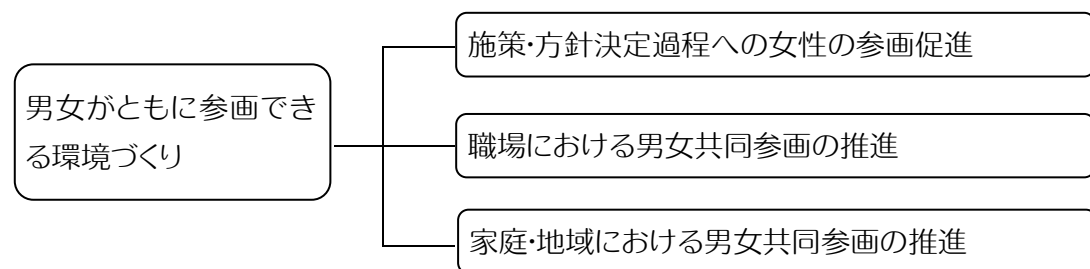 男女がともに参画でき
る環境づくり
施策・方針決定過程への女性の参画促進
職場における男女共同参画の推進
家庭・地域における男女共同参画の推進